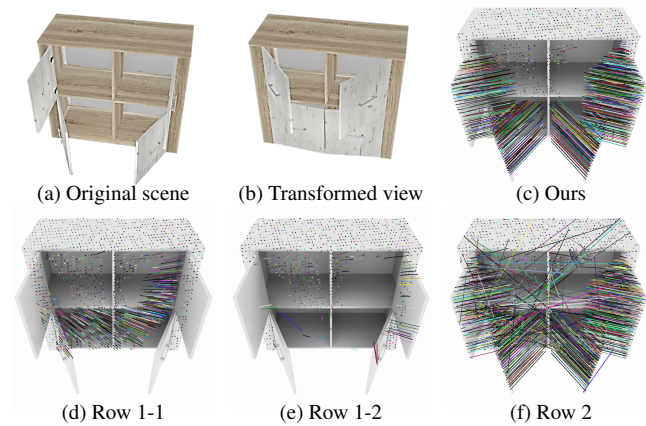 (a) Original scene
(b) Transformed view
(c) Ours
(d) Row 1-1
(e) Row 1-2
(f) Row 2